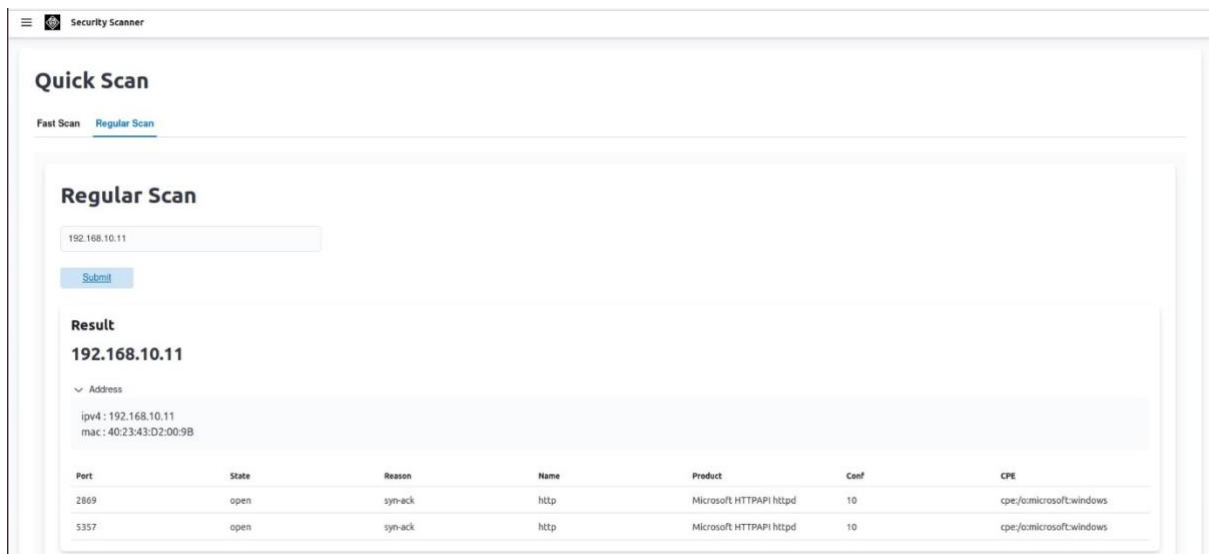 Security Scanner
Quick Scan
Fast Scan Regular Scan
Regular Scan
192.168.10.11
Submit
Result
192.168.10.11
Address
ipv4 : 192.168.10.11
mac : 40:23:43:D2:00:9B
Port State Reason Name Product Conf CPE
2869 open syn-ack http Microsoft HTTPAPI httpd 10 cpe:/o:microsoft:windows
5357 open syn-ack http Microsoft HTTPAPI httpd 10 cpe:/o:microsoft:windows